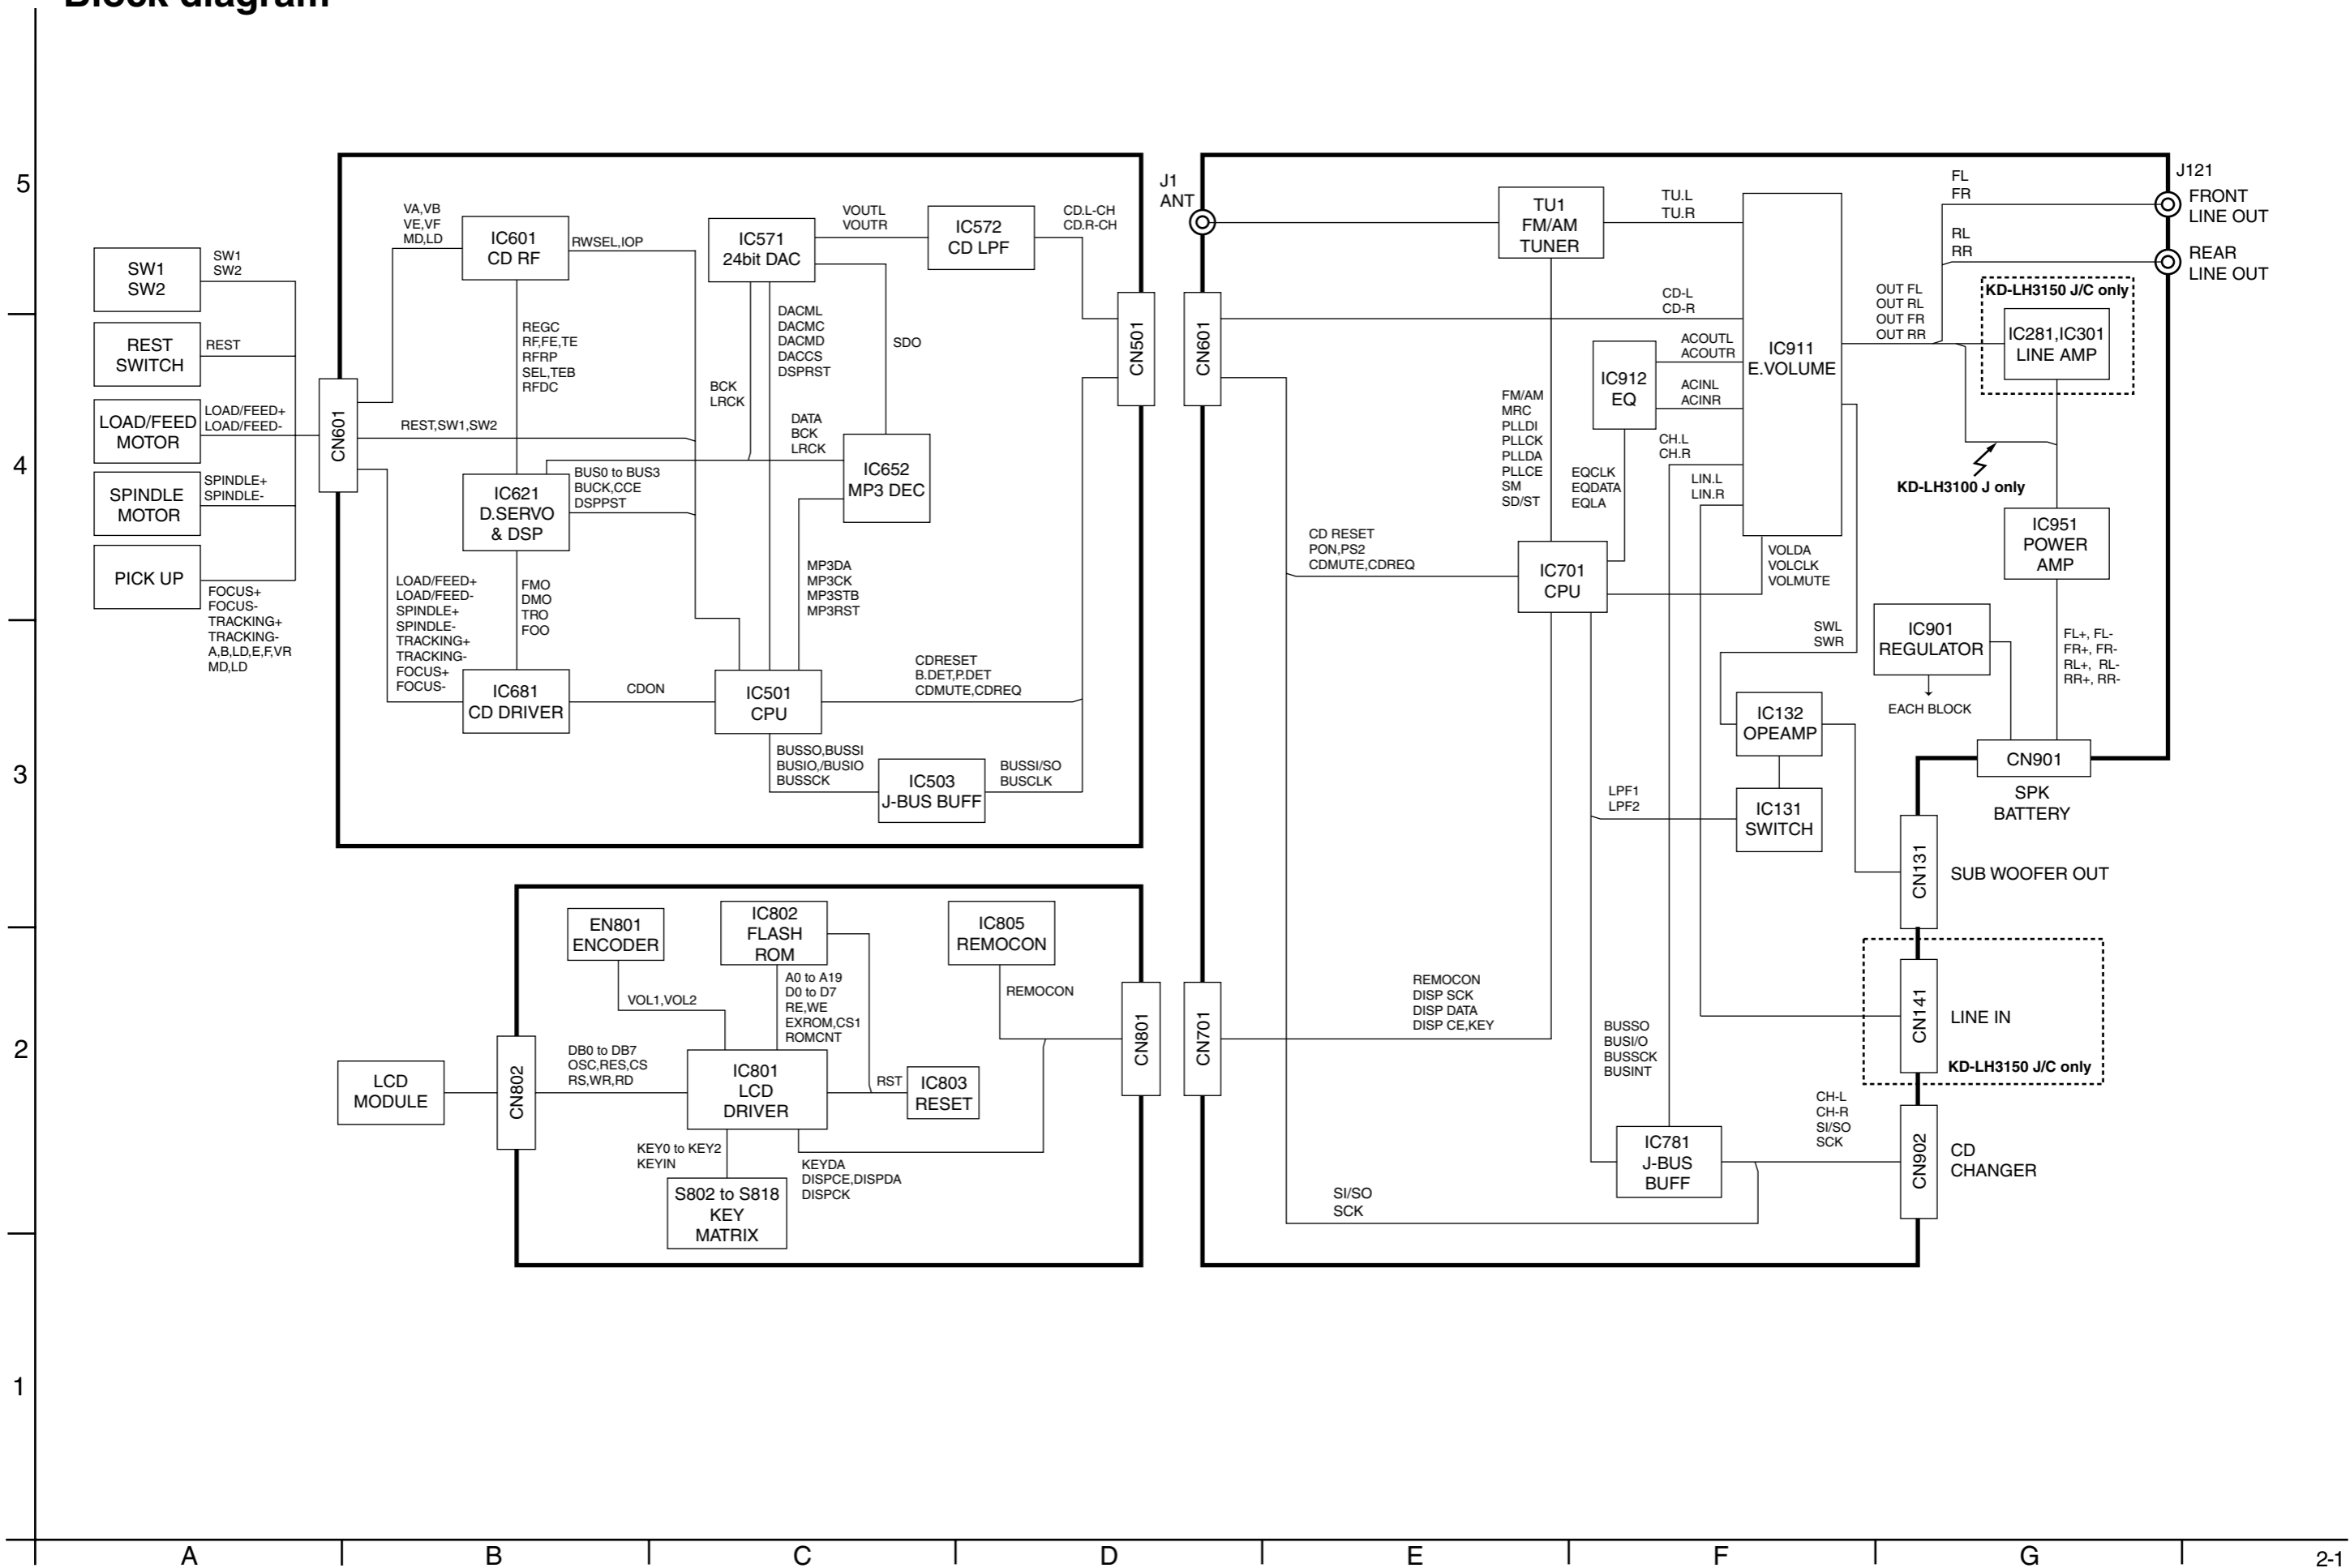 Block diagram
5
4
3
2
1
A
B
C
D
E
F
G
2-1
SW1
SW2
SW1
SW2
REST
SWITCH
REST
LOAD/FEED
MOTOR
LOAD/FEED+
LOAD/FEED-
SPINDLE
MOTOR
SPINDLE+
SPINDLE-
PICK UP
FOCUS+
FOCUS-
TRACKING+
TRACKING-
A,B,LD,E,F,VR
MD,LD
CN601
VA,VB
VE,VF
MD,LD
IC601
CD RF
RWSEL,IOP
REGC
RF,FE,TE
RFRP
SEL,TEB
RFDC
REST,SW1,SW2
IC621
D.SERVO
& DSP
BUS0 to BUS3
BUCK,CCE
DSPPST
LOAD/FEED+
LOAD/FEED-
SPINDLE+
SPINDLE-
TRACKING+
TRACKING-
FOCUS+
FOCUS-
FMO
DMO
TRO
FOO
IC681
CD DRIVER
CDON
IC571
24bit DAC
VOUTL
VOUTR
IC572
CD LPF
CD.L-CH
CD.R-CH
DACML
DACMC
DACMD
DACCS
DSPRST
SDO
BCK
LRCK
DATA
BCK
LRCK
IC652
MP3 DEC
MP3DA
MP3CK
MP3STB
MP3RST
IC501
CPU
CDRESET
B.DET,P.DET
CDMUTE,CDREQ
BUSSO,BUSSI
BUSIO,/BUSIO
BUSSCK
IC503
J-BUS BUFF
BUSSI/SO
BUSCLK
CN501
LCD
MODULE
CN802
DB0 to DB7
OSC,RES,CS
RS,WR,RD
EN801
ENCODER
VOL1,VOL2
IC802
FLASH
ROM
A0 to A19
D0 to D7
RE,WE
EXROM,CS1
ROMCNT
IC801
LCD
DRIVER
RST
IC803
RESET
IC805
REMOCON
REMOCON
KEY0 to KEY2
KEYIN
S802 to S818
KEY
MATRIX
KEYDA
DISPCE,DISPDA
DISPCK
CN801
J1
ANT
CN601
CN701
TU1
FM/AM
TUNER
TU.L
TU.R
CD-L
CD-R
IC911
E.VOLUME
IC912
EQ
ACOUTL
ACOUTR
ACINL
ACINR
CH.L
CH.R
LIN.L
LIN.R
FM/AM
MRC
PLLDI
PLLCK
PLLDA
PLLCE
SM
SD/ST
EQCLK
EQDATA
EQLA
CD RESET
PON,PS2
CDMUTE,CDREQ
IC701
CPU
VOLDA
VOLCLK
VOLMUTE
SWL
SWR
IC132
OPEAMP
LPF1
LPF2
IC131
SWITCH
REMOCON
DISP SCK
DISP DATA
DISP CE,KEY
BUSSO
BUSI/O
BUSSCK
BUSINT
IC781
J-BUS
BUFF
CH-L
CH-R
SI/SO
SCK
SI/SO
SCK
OUT FL
OUT RL
OUT FR
OUT RR
FL
FR
RL
RR
J121
FRONT
LINE OUT
REAR
LINE OUT
KD-LH3150 J/C only
IC281,IC301
LINE AMP
KD-LH3100 J only
IC951
POWER
AMP
IC901
REGULATOR
EACH BLOCK
FL+, FL-
FR+, FR-
RL+, RL-
RR+, RR-
CN901
SPK
BATTERY
CN131
SUB WOOFER OUT
CN141
LINE IN
KD-LH3150 J/C only
CN902
CD
CHANGER